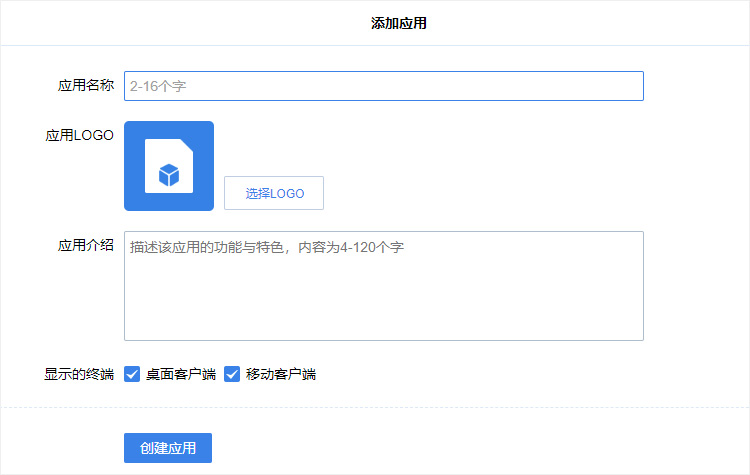 添加应用
应用名称 2-16个字
应用LOGO
选择LOGO
应用介绍 描述该应用的功能与特色，内容为4-120个字
显示的终端 桌面客户端 移动客户端
创建应用